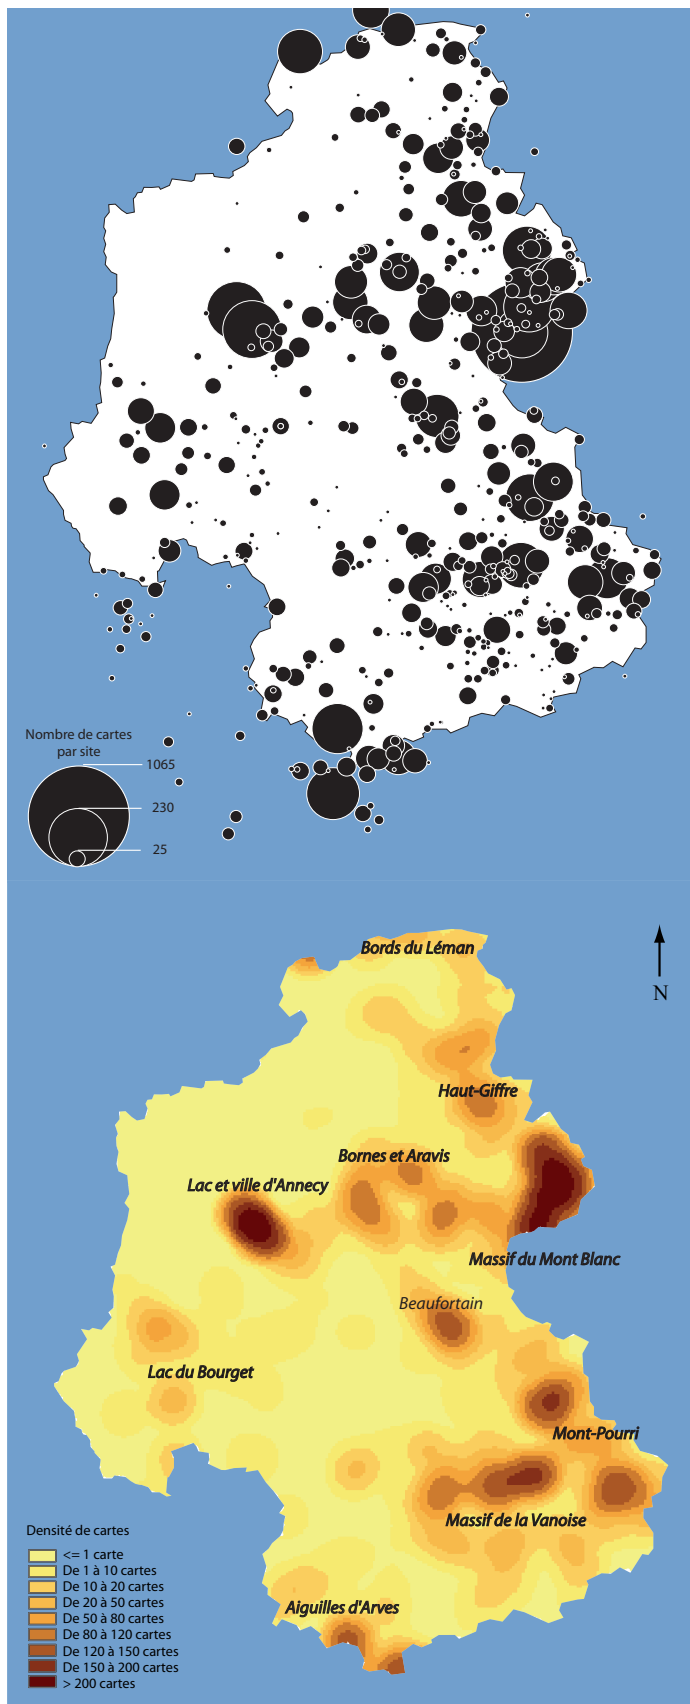 Nombre de cartes
par site
1065
230
25
Bords du Léman
N
Haut-Giffre
Bornes et Aravis
Lac et ville d'Annecy
Massif du Mont Blanc
Beaufortain
Lac du Bourget
Mont-Pourri
Massif de la Vanoise
Aiguilles d'Arves
Densité de cartes
<= 1 carte
De 1 à 10 cartes
De 10 à 20 cartes
De 20 à 50 cartes
De 50 à 80 cartes
De 80 à 120 cartes
De 120 à 150 cartes
De 150 à 200 cartes
> 200 cartes